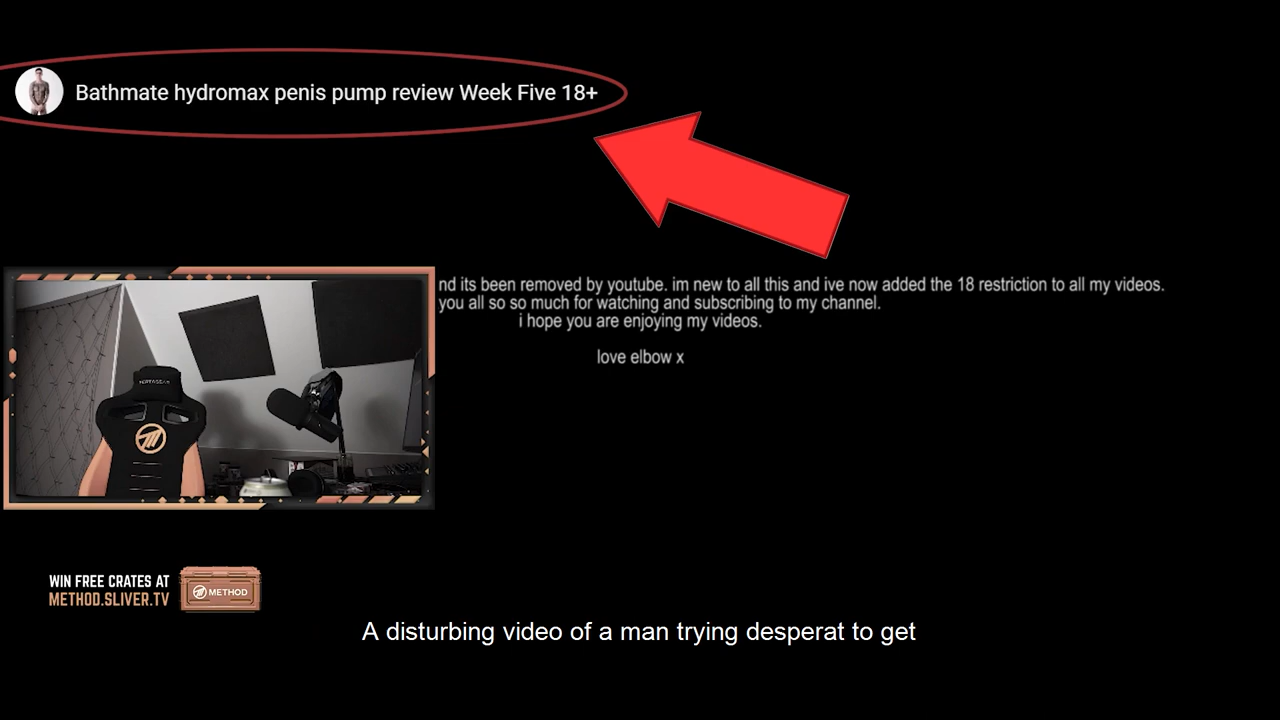 Bathmate hydromax penis pump review Week Five 18+
nd its been removed by youtube. im new to all this and ive now added the 18 restriction to all my videos.
you all so so much for watching and subscribing to my channel.
i hope you are enjoying my videos.
love elbow x
WIN FREE CRATES AT
METHOD.SLIVER.TV
METHOD
A disturbing video of a man trying desperat to get